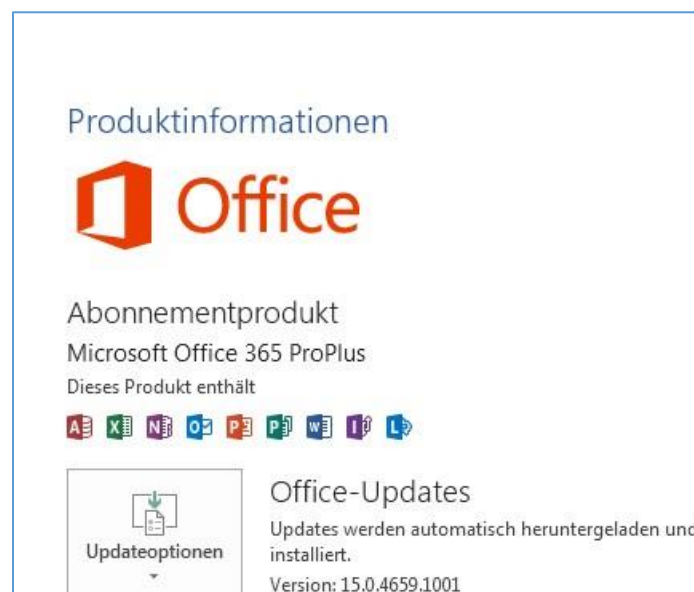 Produktinformationen
Office
Abonnementprodukt
Microsoft Office 365 ProPlus
Dieses Produkt enthält
A X N O P P W I L
Updateoptionen
Office-Updates
Updates werden automatisch heruntergeladen und
installiert.
Version: 15.0.4659.1001